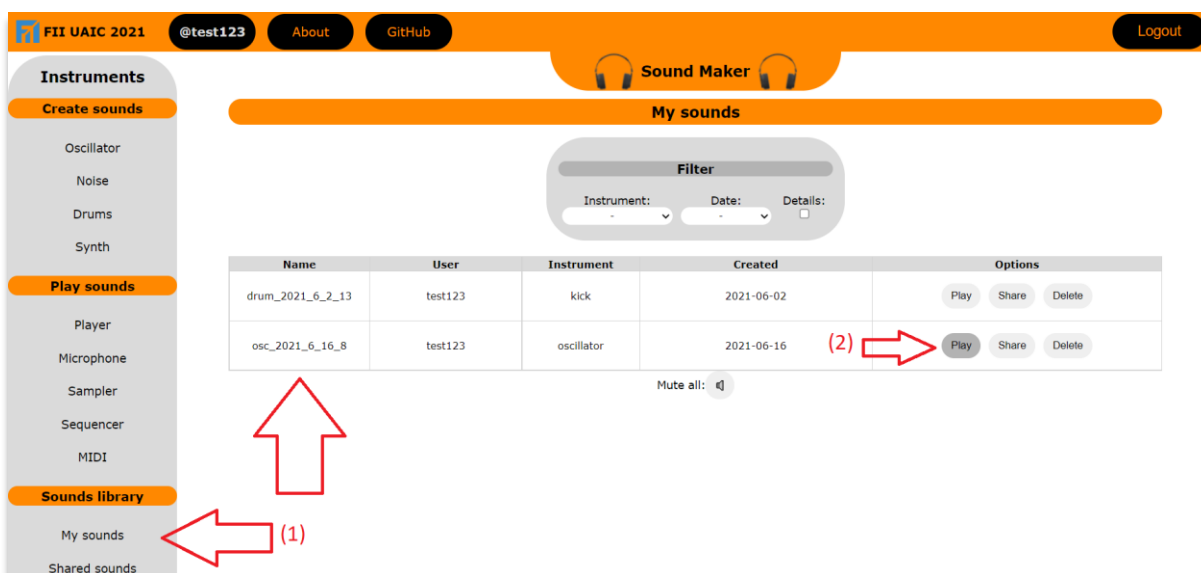 FII UAIC 2021 @test123 About GitHub Logout
Instruments
Create sounds
Oscillator
Noise
Drums
Synth
Play sounds
Player
Microphone
Sampler
Sequencer
MIDI
Sounds library
My sounds (1)
Shared sounds
Sound Maker
My sounds
Filter
Instrument: Date: Details:
- -
Name User Instrument Created Options
drum_2021_6_2_13 test123 kick 2021-06-02 Play Share Delete
osc_2021_6_16_8 test123 oscillator 2021-06-16 (2) Play Share Delete
Mute all: